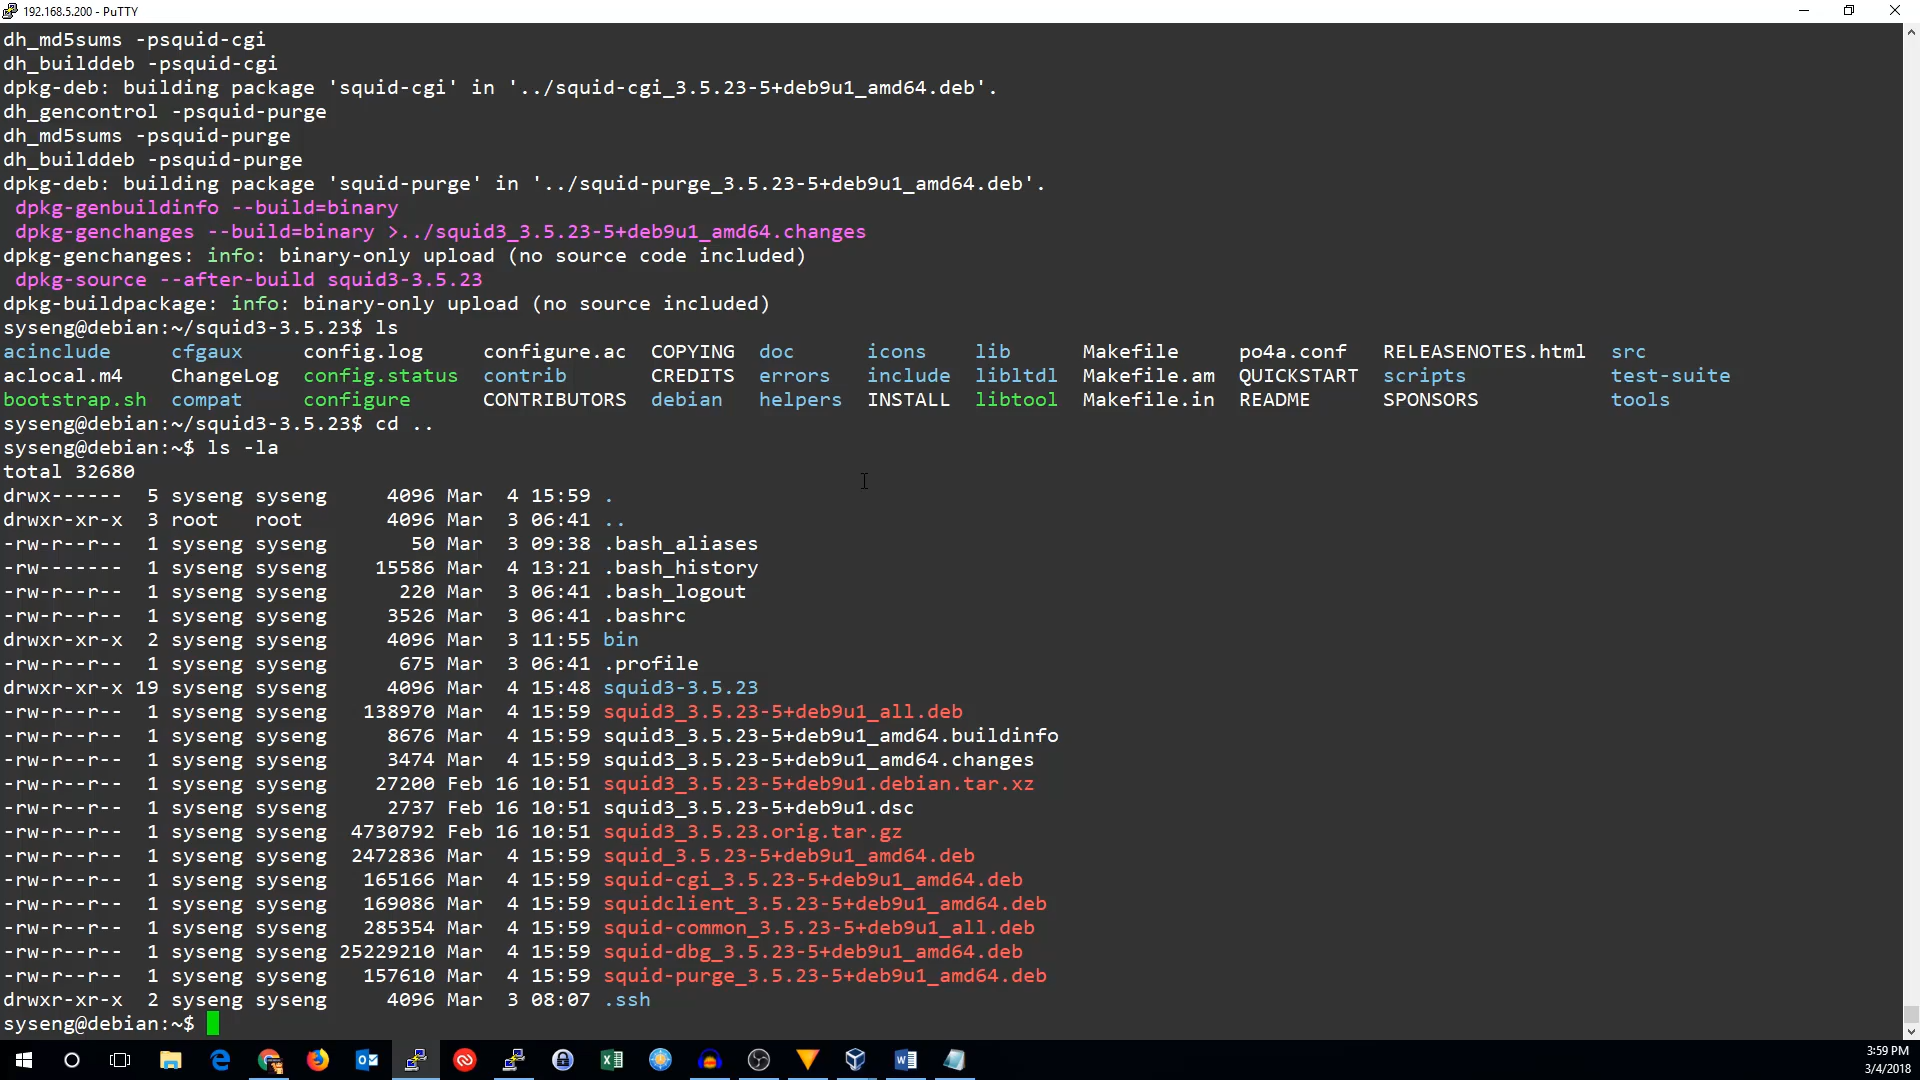 192.168.5.200 - PuTTY
dh_md5sums -psquid-cgi
dh_builddeb -psquid-cgi
dpkg-deb: building package 'squid-cgi' in '../squid-cgi_3.5.23-5+deb9u1_amd64.deb'.
dh_gencontrol -psquid-purge
dh_md5sums -psquid-purge
dh_builddeb -psquid-purge
dpkg-deb: building package 'squid-purge' in '../squid-purge_3.5.23-5+deb9u1_amd64.deb'.
 dpkg-genbuildinfo --build=binary
 dpkg-genchanges --build=binary >../squid3_3.5.23-5+deb9u1_amd64.changes
dpkg-genchanges: info: binary-only upload (no source code included)
 dpkg-source --after-build squid3-3.5.23
dpkg-buildpackage: info: binary-only upload (no source included)
syseng@debian:~/squid3-3.5.23$ ls
acinclude cfgaux config.log configure.ac COPYING doc icons lib Makefile po4a.conf RELEASENOTES.html src
aclocal.m4 ChangeLog config.status contrib CREDITS errors include libltdl Makefile.am QUICKSTART scripts test-suite
bootstrap.sh compat configure CONTRIBUTORS debian helpers INSTALL libtool Makefile.in README SPONSORS tools
syseng@debian:~/squid3-3.5.23$ cd ..
syseng@debian:~$ ls -la
total 32680
drwx------ 5 syseng syseng 4096 Mar 4 15:59 .
drwxr-xr-x 3 root root 4096 Mar 3 06:41 ..
-rw-r--r-- 1 syseng syseng 50 Mar 3 09:38 .bash_aliases
-rw------- 1 syseng syseng 15586 Mar 4 13:21 .bash_history
-rw-r--r-- 1 syseng syseng 220 Mar 3 06:41 .bash_logout
-rw-r--r-- 1 syseng syseng 3526 Mar 3 06:41 .bashrc
drwxr-xr-x 2 syseng syseng 4096 Mar 3 11:55 bin
-rw-r--r-- 1 syseng syseng 675 Mar 3 06:41 .profile
drwxr-xr-x 19 syseng syseng 4096 Mar 4 15:48 squid3-3.5.23
-rw-r--r-- 1 syseng syseng 138970 Mar 4 15:59 squid3_3.5.23-5+deb9u1_all.deb
-rw-r--r-- 1 syseng syseng 8676 Mar 4 15:59 squid3_3.5.23-5+deb9u1_amd64.buildinfo
-rw-r--r-- 1 syseng syseng 3474 Mar 4 15:59 squid3_3.5.23-5+deb9u1_amd64.changes
-rw-r--r-- 1 syseng syseng 27200 Feb 16 10:51 squid3_3.5.23-5+deb9u1.debian.tar.xz
-rw-r--r-- 1 syseng syseng 2737 Feb 16 10:51 squid3_3.5.23-5+deb9u1.dsc
-rw-r--r-- 1 syseng syseng 4730792 Feb 16 10:51 squid3_3.5.23.orig.tar.gz
-rw-r--r-- 1 syseng syseng 2472836 Mar 4 15:59 squid_3.5.23-5+deb9u1_amd64.deb
-rw-r--r-- 1 syseng syseng 165166 Mar 4 15:59 squid-cgi_3.5.23-5+deb9u1_amd64.deb
-rw-r--r-- 1 syseng syseng 169086 Mar 4 15:59 squidclient_3.5.23-5+deb9u1_amd64.deb
-rw-r--r-- 1 syseng syseng 285354 Mar 4 15:59 squid-common_3.5.23-5+deb9u1_all.deb
-rw-r--r-- 1 syseng syseng 25229210 Mar 4 15:59 squid-dbg_3.5.23-5+deb9u1_amd64.deb
-rw-r--r-- 1 syseng syseng 157610 Mar 4 15:59 squid-purge_3.5.23-5+deb9u1_amd64.deb
drwxr-xr-x 2 syseng syseng 4096 Mar 3 08:07 .ssh
syseng@debian:~$
3:59 PM
3/4/2018